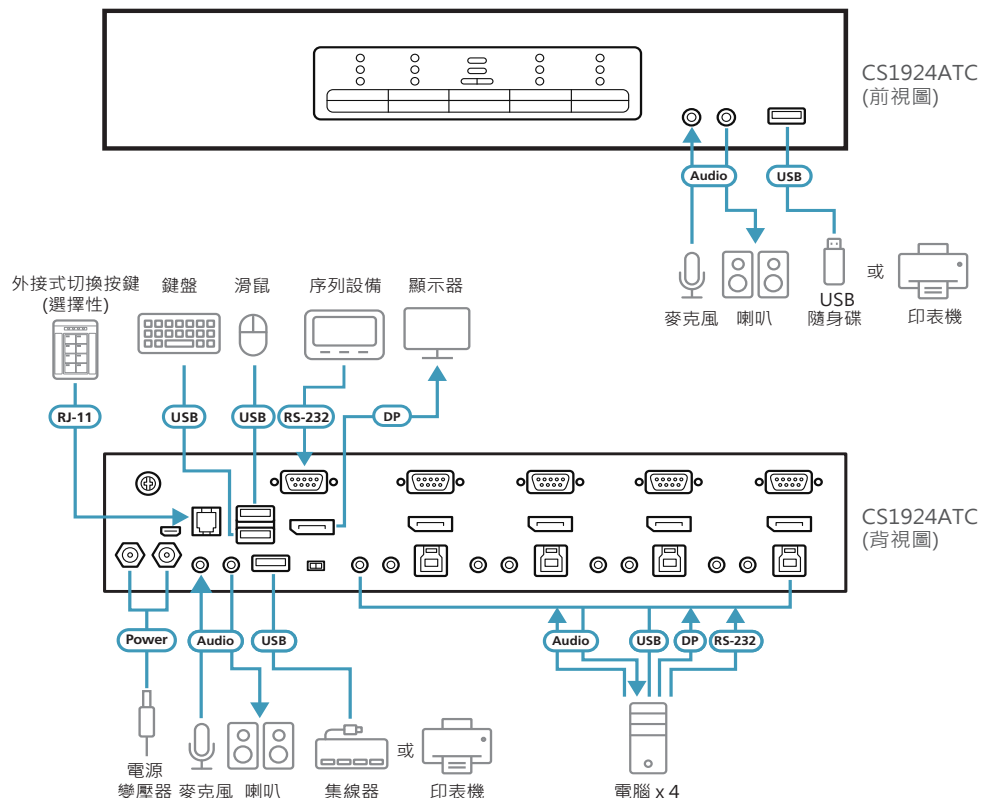 CS1924ATC
(前視圖)
Audio
USB
麥克風
喇叭
USB
隨身碟
或
印表機
外接式切換按鍵
(選擇性)
鍵盤
滑鼠
序列設備
顯示器
RJ-11
USB
USB
RS-232
DP
CS1924ATC
(背視圖)
Power
Audio
USB
Audio
USB
DP
RS-232
電源
變壓器
麥克風
喇叭
集線器
或
印表機
電腦 x 4